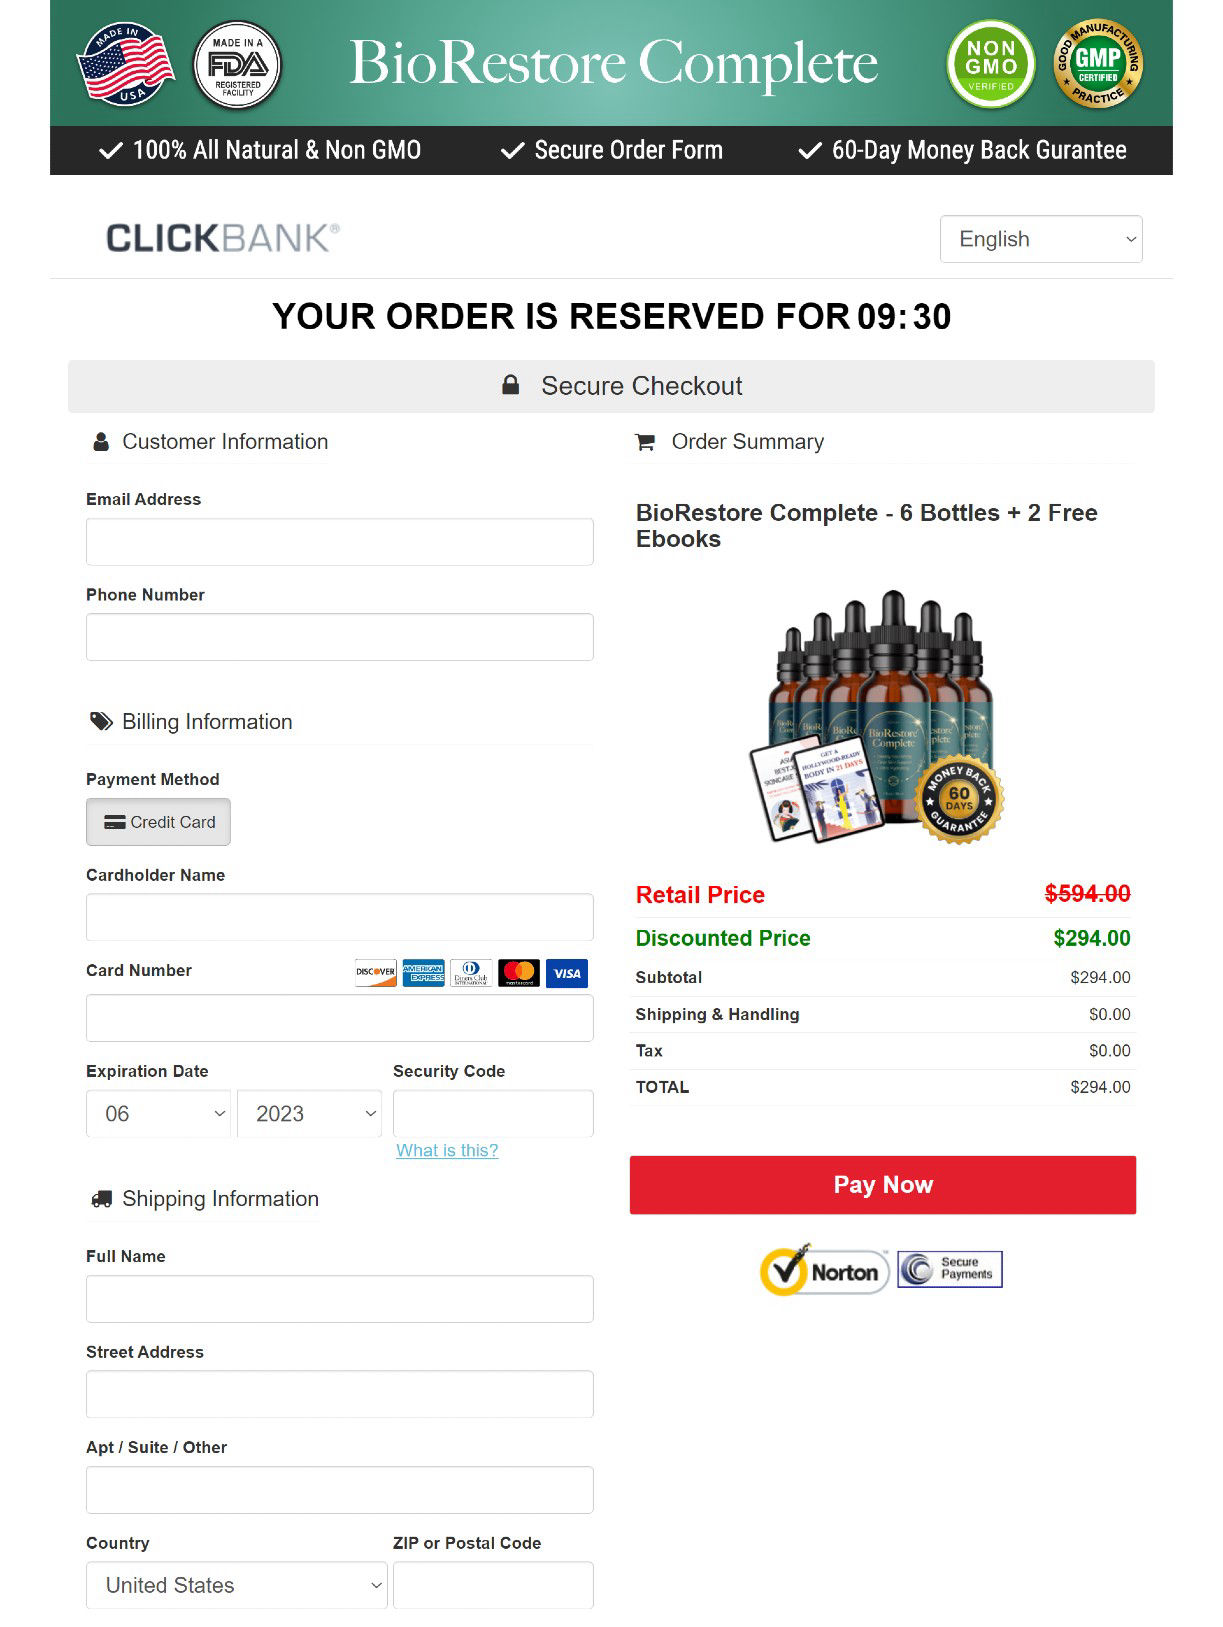 MADE IN
USA
MADE IN A
FDA
REGISTERED
FACILITY
BioRestore Complete
NON
GMO
VERIFIED
GOOD MANUFACTURING
GMP
CERTIFIED
PRACTICE
100% All Natural & Non GMO
Secure Order Form
60-Day Money Back Gurantee
CLICKBANK®
English
YOUR ORDER IS RESERVED FOR 09:30
Secure Checkout
Customer Information
Email Address
Phone Number
Billing Information
Payment Method
Credit Card
Cardholder Name
Card Number
DISCOVER
AMERICAN
EXPRESS
Diners Club
INTERNATIONAL
mastercard
VISA
Expiration Date
Security Code
06
2023
What is this?
Shipping Information
Full Name
Street Address
Apt / Suite / Other
Country
ZIP or Postal Code
United States
Order Summary
BioRestore Complete - 6 Bottles + 2 Free
Ebooks
BioRestore
Complete
GET A
HOLLYWOOD-READY
BODY IN 21 DAYS
MONEY BACK
60
DAYS
GUARANTEE
Retail Price
$594.00
Discounted Price
$294.00
Subtotal
$294.00
Shipping & Handling
$0.00
Tax
$0.00
TOTAL
$294.00
Pay Now
Norton
Secure
Payments